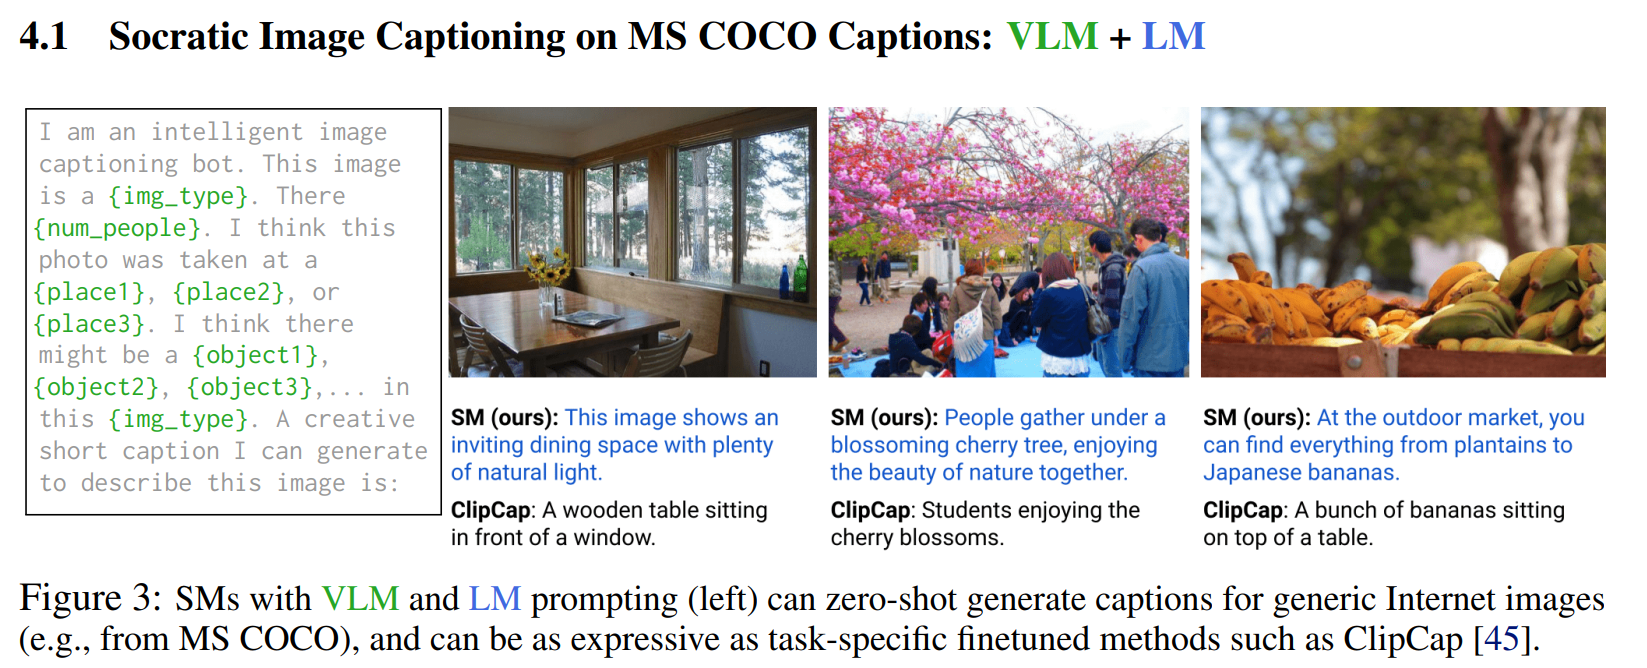 4.1 Socratic Image Captioning on MS COCO Captions: VLM + LM
I am an intelligent image
captioning bot. This image
is a {img_type}. There
{num_people}. I think this
photo was taken at a
{place1}, {place2}, or
{place3}. I think there
might be a {object1},
{object2}, {object3},... in
this {img_type}. A creative
short caption I can generate
to describe this image is:
SM (ours): This image shows an
inviting dining space with plenty
of natural light.
ClipCap: A wooden table sitting
in front of a window.
SM (ours): People gather under a
blossoming cherry tree, enjoying
the beauty of nature together.
ClipCap: Students enjoying the
cherry blossoms.
SM (ours): At the outdoor market, you
can find everything from plantains to
Japanese bananas.
ClipCap: A bunch of bananas sitting
on top of a table.
Figure 3: SMs with VLM and LM prompting (left) can zero-shot generate captions for generic Internet images
(e.g., from MS COCO), and can be as expressive as task-specific finetuned methods such as ClipCap [45].